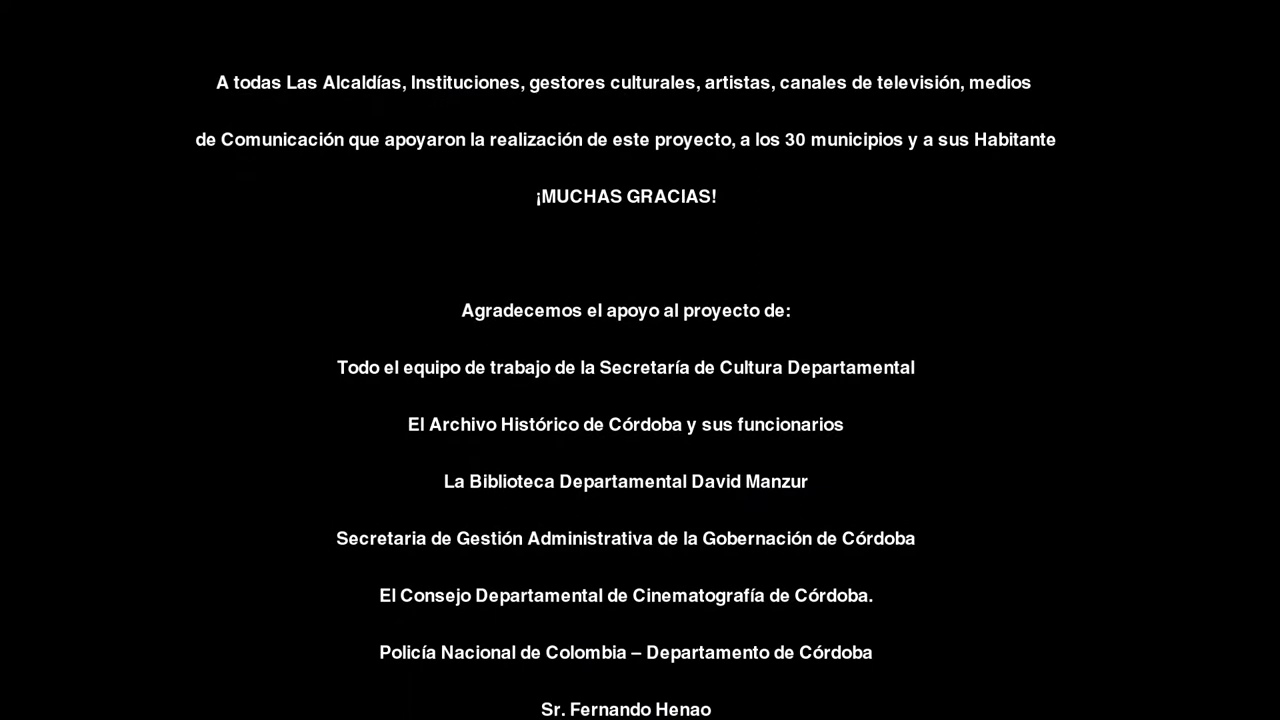 A todas Las Alcaldías, Instituciones, gestores culturales, artistas, canales de televisión, medios
de Comunicación que apoyaron la realización de este proyecto, a los 30 municipios y a sus Habitante
¡MUCHAS GRACIAS!
Agradecemos el apoyo al proyecto de:
Todo el equipo de trabajo de la Secretaría de Cultura Departamental
El Archivo Histórico de Córdoba y sus funcionarios
La Biblioteca Departamental David Manzur
Secretaria de Gestión Administrativa de la Gobernación de Córdoba
El Consejo Departamental de Cinematografía de Córdoba.
Policía Nacional de Colombia – Departamento de Córdoba
Sr. Fernando Henao